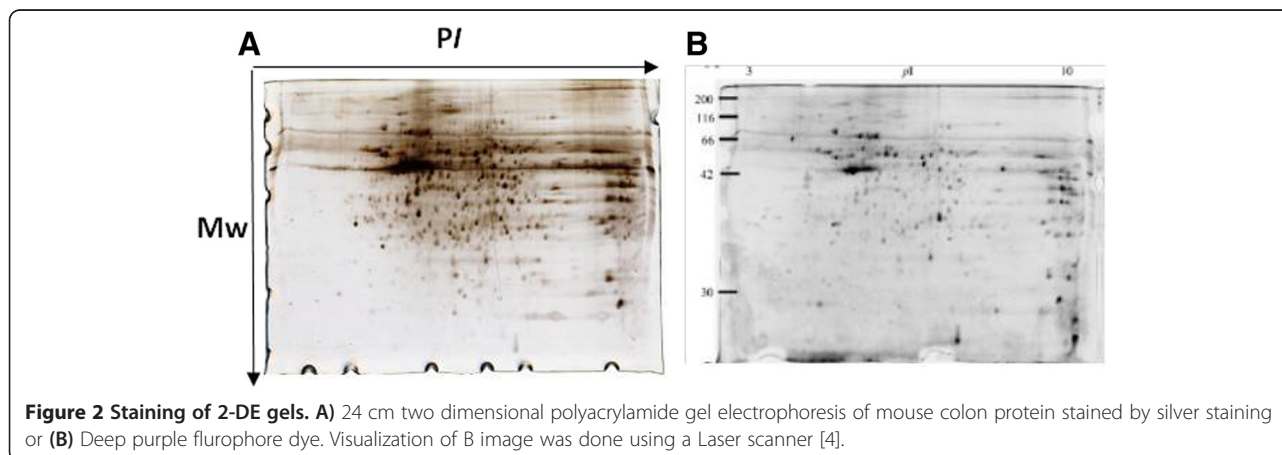 A
PI
Mw
B
3 pI 10
200
116
66
42
30
Figure 2 Staining of 2-DE gels. A) 24 cm two dimensional polyacrylamide gel electrophoresis of mouse colon protein stained by silver staining
or (B) Deep purple flurophore dye. Visualization of B image was done using a Laser scanner [4].